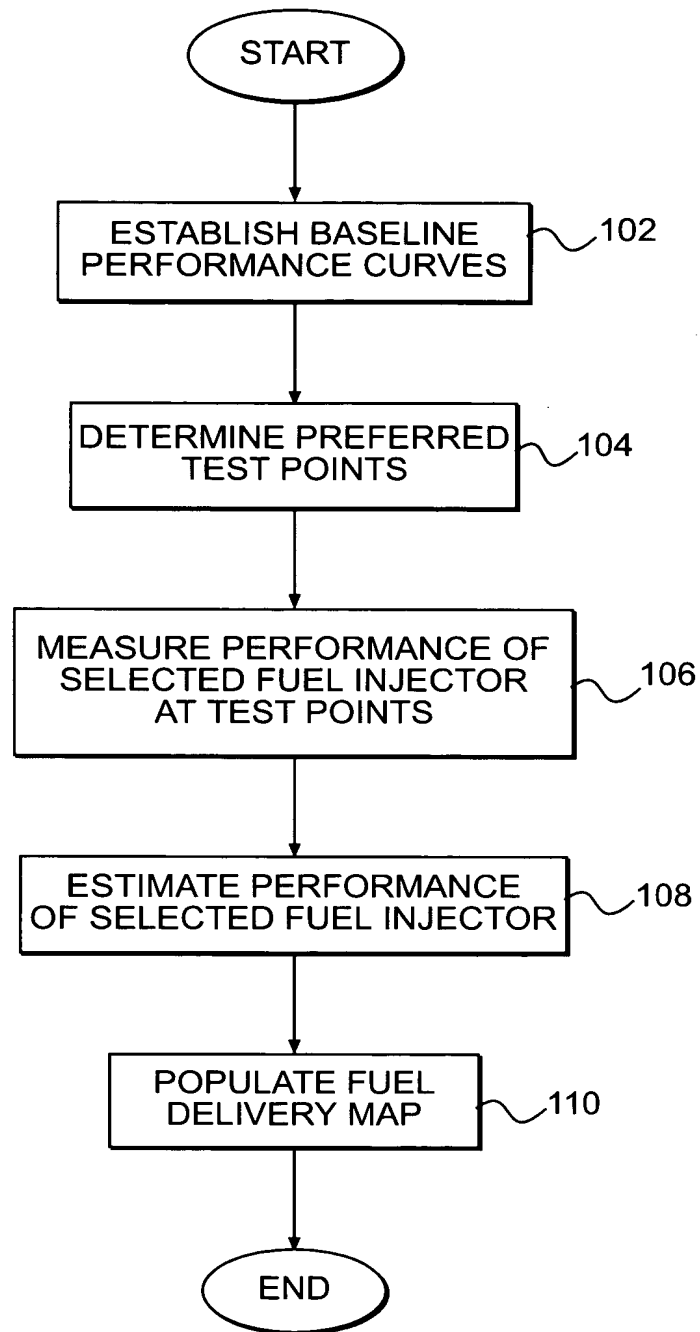 START
ESTABLISH BASELINE
PERFORMANCE CURVES
102
DETERMINE PREFERRED
TEST POINTS
104
MEASURE PERFORMANCE OF
SELECTED FUEL INJECTOR
AT TEST POINTS
106
ESTIMATE PERFORMANCE
OF SELECTED FUEL INJECTOR
108
POPULATE FUEL
DELIVERY MAP
110
END